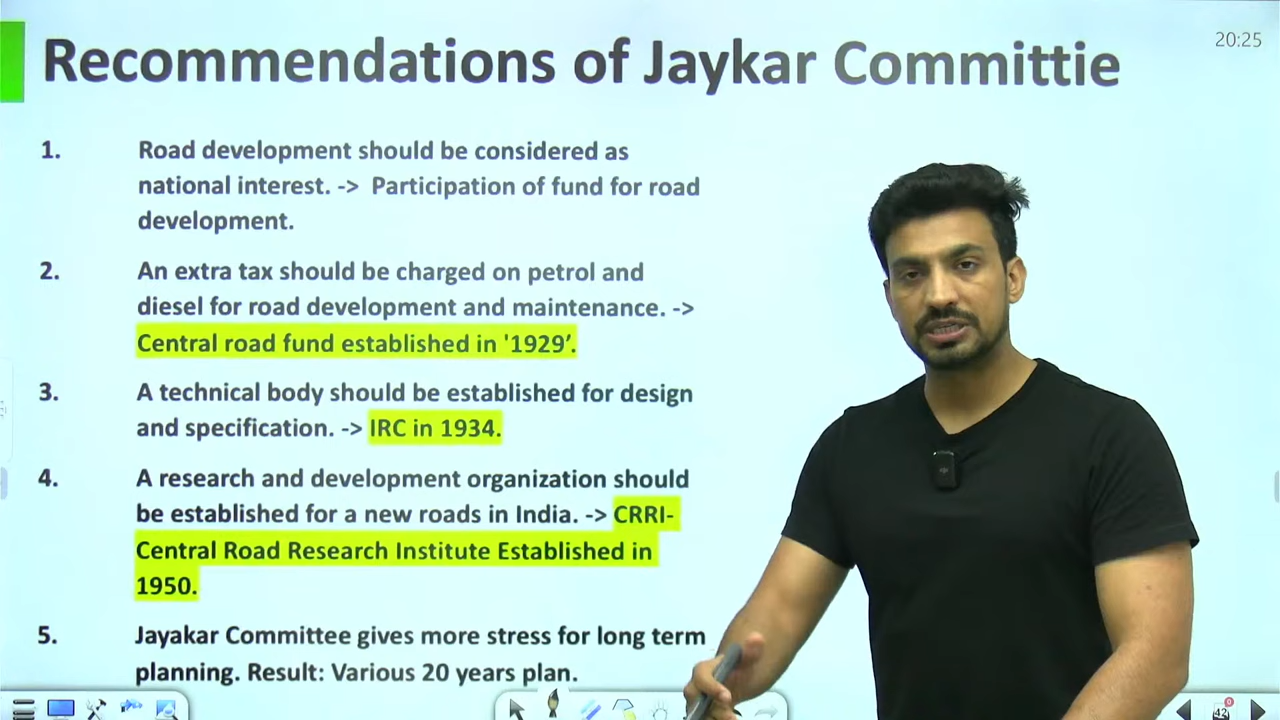 20:25
Recommendations of Jaykar Committie
1. Road development should be considered as
national interest. -> Participation of fund for road
development.
2. An extra tax should be charged on petrol and
diesel for road development and maintenance. ->
Central road fund established in '1929’.
3. A technical body should be established for design
and specification. -> IRC in 1934.
4. A research and development organization should
be established for a new roads in India. -> CRRI-
Central Road Research Institute Established in
1950.
5. Jayakar Committee gives more stress for long term
planning. Result: Various 20 years plan.
42